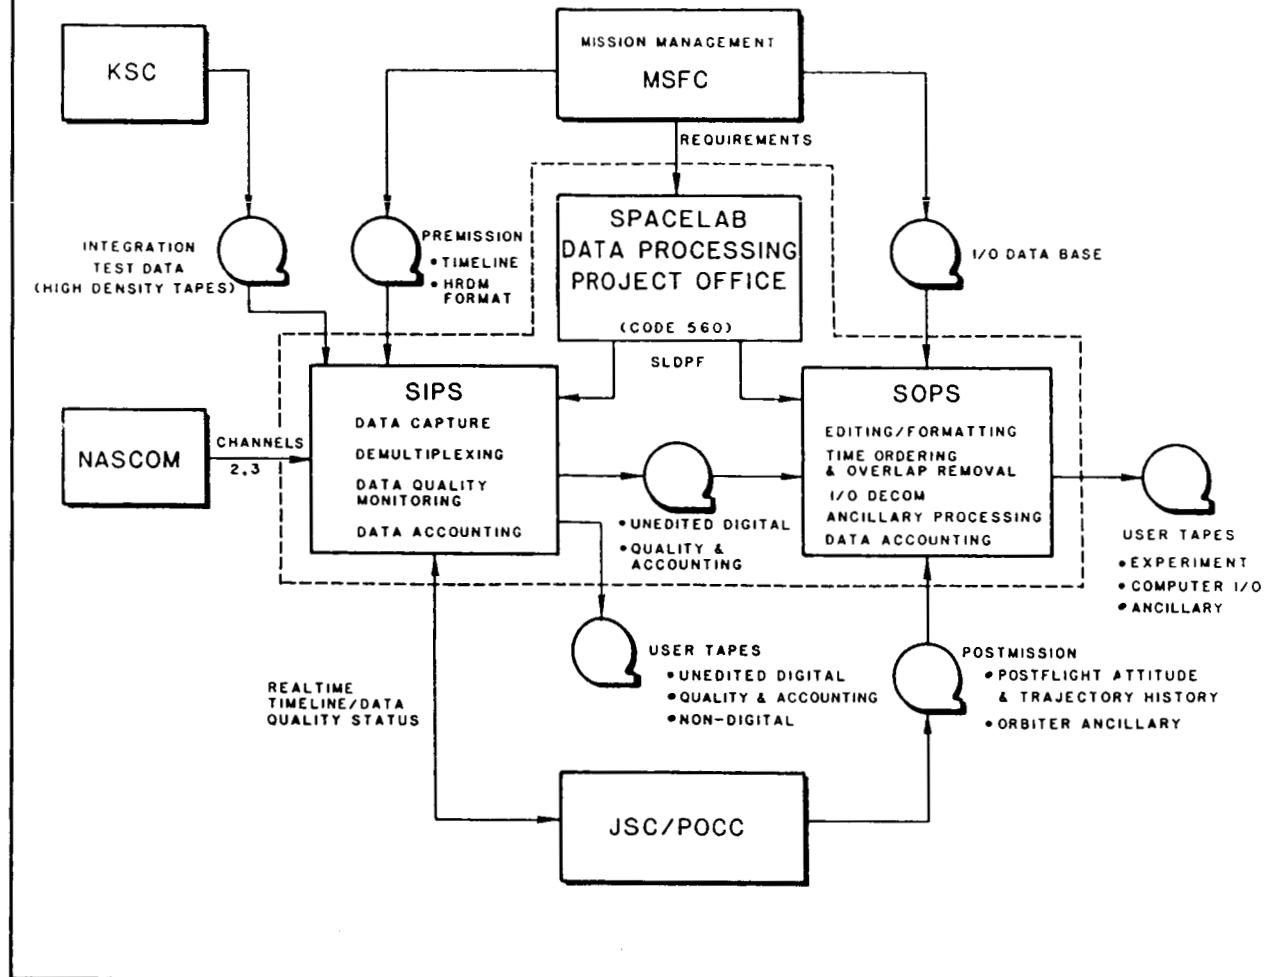 KSC
MISSION MANAGEMENT
MSFC
REQUIREMENTS
INTEGRATION
TEST DATA
(HIGH DENSITY TAPES)
PREMISSION
• TIMELINE
• HRDM
FORMAT
SPACELAB
DATA PROCESSING
PROJECT OFFICE
(CODE 560)
I/O DATA BASE
SLDPF
NASCOM
CHANNELS
2,3
SIPS
DATA CAPTURE
DEMULTIPLEXING
DATA QUALITY
MONITORING
DATA ACCOUNTING
• UNEDITED DIGITAL
• QUALITY &
ACCOUNTING
SOPS
EDITING/FORMATTING
TIME ORDERING
& OVERLAP REMOVAL
I/O DECOM
ANCILLARY PROCESSING
DATA ACCOUNTING
USER TAPES
• EXPERIMENT
• COMPUTER I/O
• ANCILLARY
USER TAPES
• UNEDITED DIGITAL
• QUALITY & ACCOUNTING
• NON-DIGITAL
POSTMISSION
• POSTFLIGHT ATTITUDE
& TRAJECTORY HISTORY
• ORBITER ANCILLARY
REALTIME
TIMELINE/DATA
QUALITY STATUS
JSC/POCC